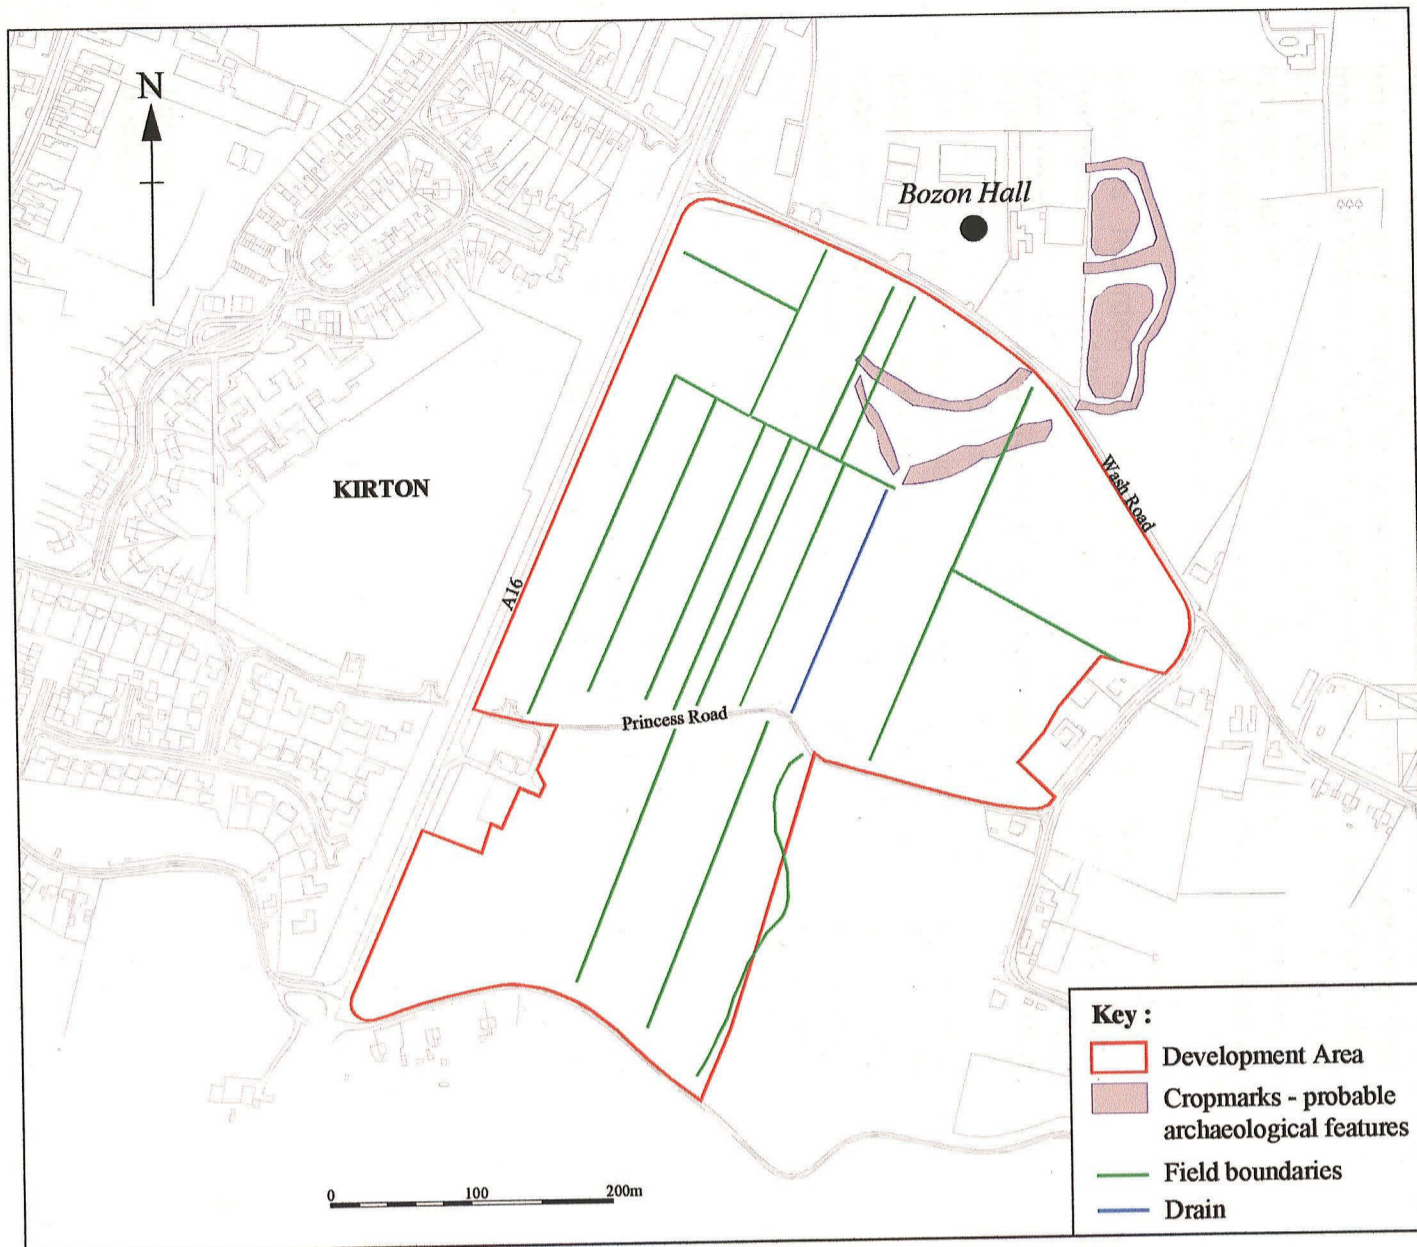 N
Bozon Hall
KIRTON
Wash Road
A16
Princess Road
Key :
Development Area
Cropmarks - probable
archaeological features
Field boundaries
Drain
0 100 200m